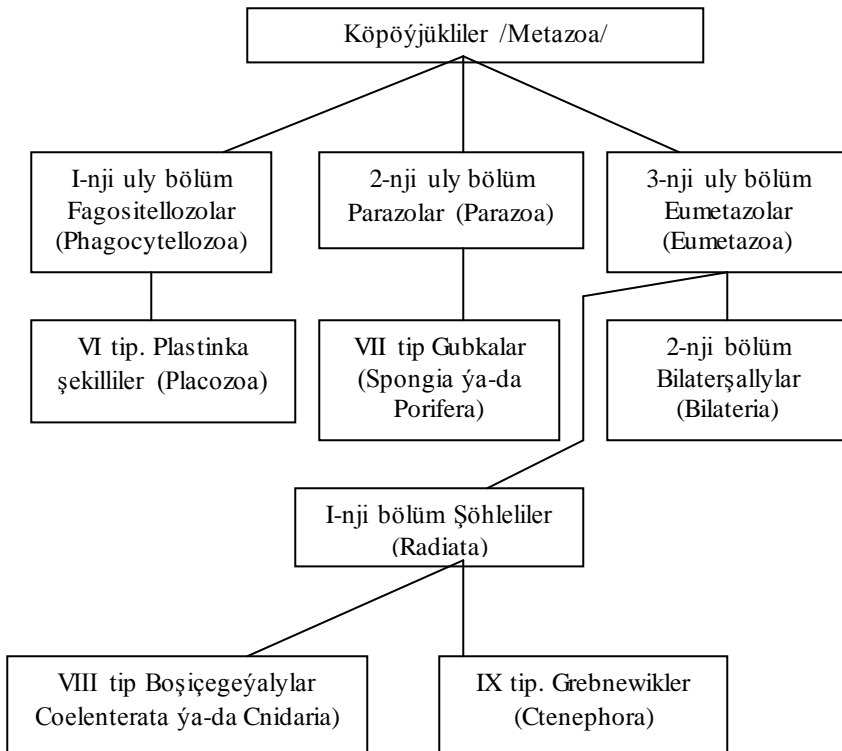 Köpöýjükliler /Metazoa/
I-nji uly bölüm
Fagositellozolar
(Phagocytellozoa)
2-nji uly bölüm
Parazolar (Parazoa)
3-nji uly bölüm
Eumetazolar
(Eumetazoa)
VI tip. Plastinka
şekilliler (Placozoa)
VII tip Gubkalar
(Spongia ýa-da
Porifera)
2-nji bölüm
Bilaterşallylar
(Bilateria)
I-nji bölüm Şöhleliler
(Radiata)
VIII tip Boşiçegeýalylar
Coelenterata ýa-da Cnidaria)
IX tip. Grebnewikler
(Ctenephora)